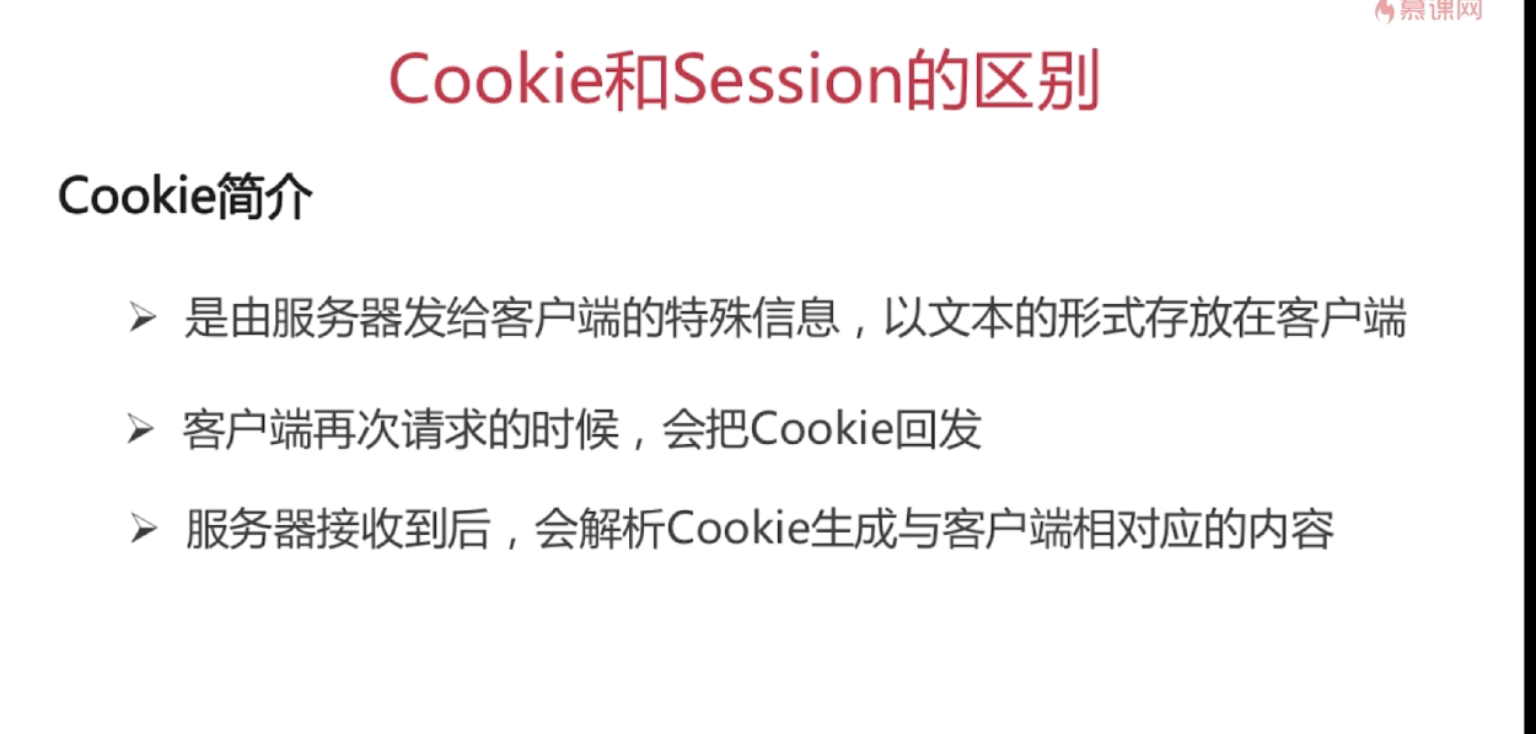 慕课网
Cookie和Session的区别
Cookie简介
是由服务器发给客户端的特殊信息，以文本的形式存放在客户端
客户端再次请求的时候，会把Cookie回发
服务器接收到后，会解析Cookie生成与客户端相对应的内容